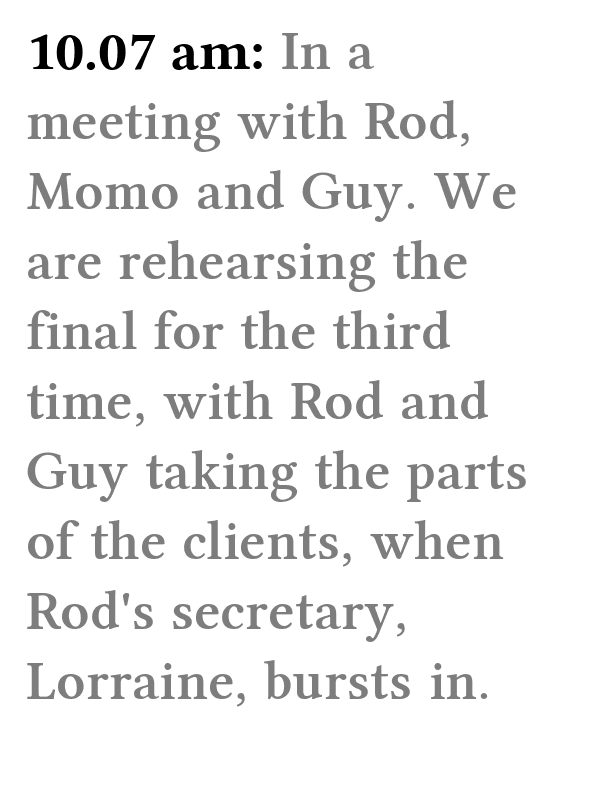 10.07 am: In a
meeting with Rod,
Momo and Guy. We
are rehearsing the
final for the third
time, with Rod and
Guy taking the parts
of the clients, when
Rod's secretary,
Lorraine, bursts in.